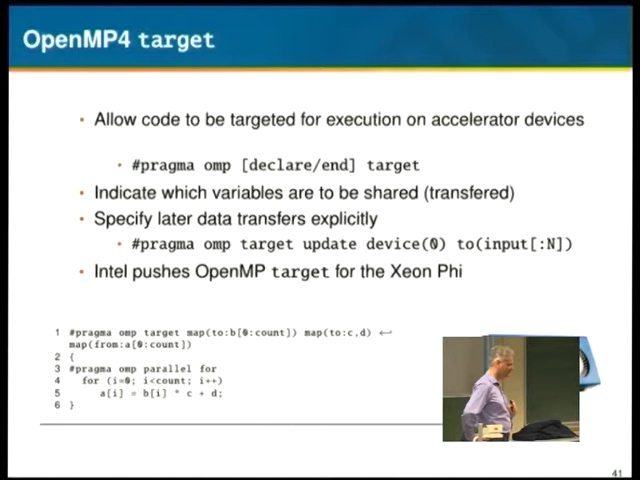 OpenMP4 target
• Allow code to be targeted for execution on accelerator devices
• #pragma omp [declare/end] target
• Indicate which variables are to be shared (transfered)
• Specify later data transfers explicitly
• #pragma omp target update device(0) to(input[:N])
• Intel pushes OpenMP target for the Xeon Phi
1 #pragma omp target map(to:b[0:count]) map(to:c,d) ↩
map(from:a[0:count])
2 {
3 #pragma omp parallel for
4 for (i=0; i<count; i++)
5 a[i] = b[i] * c + d;
6 }
41